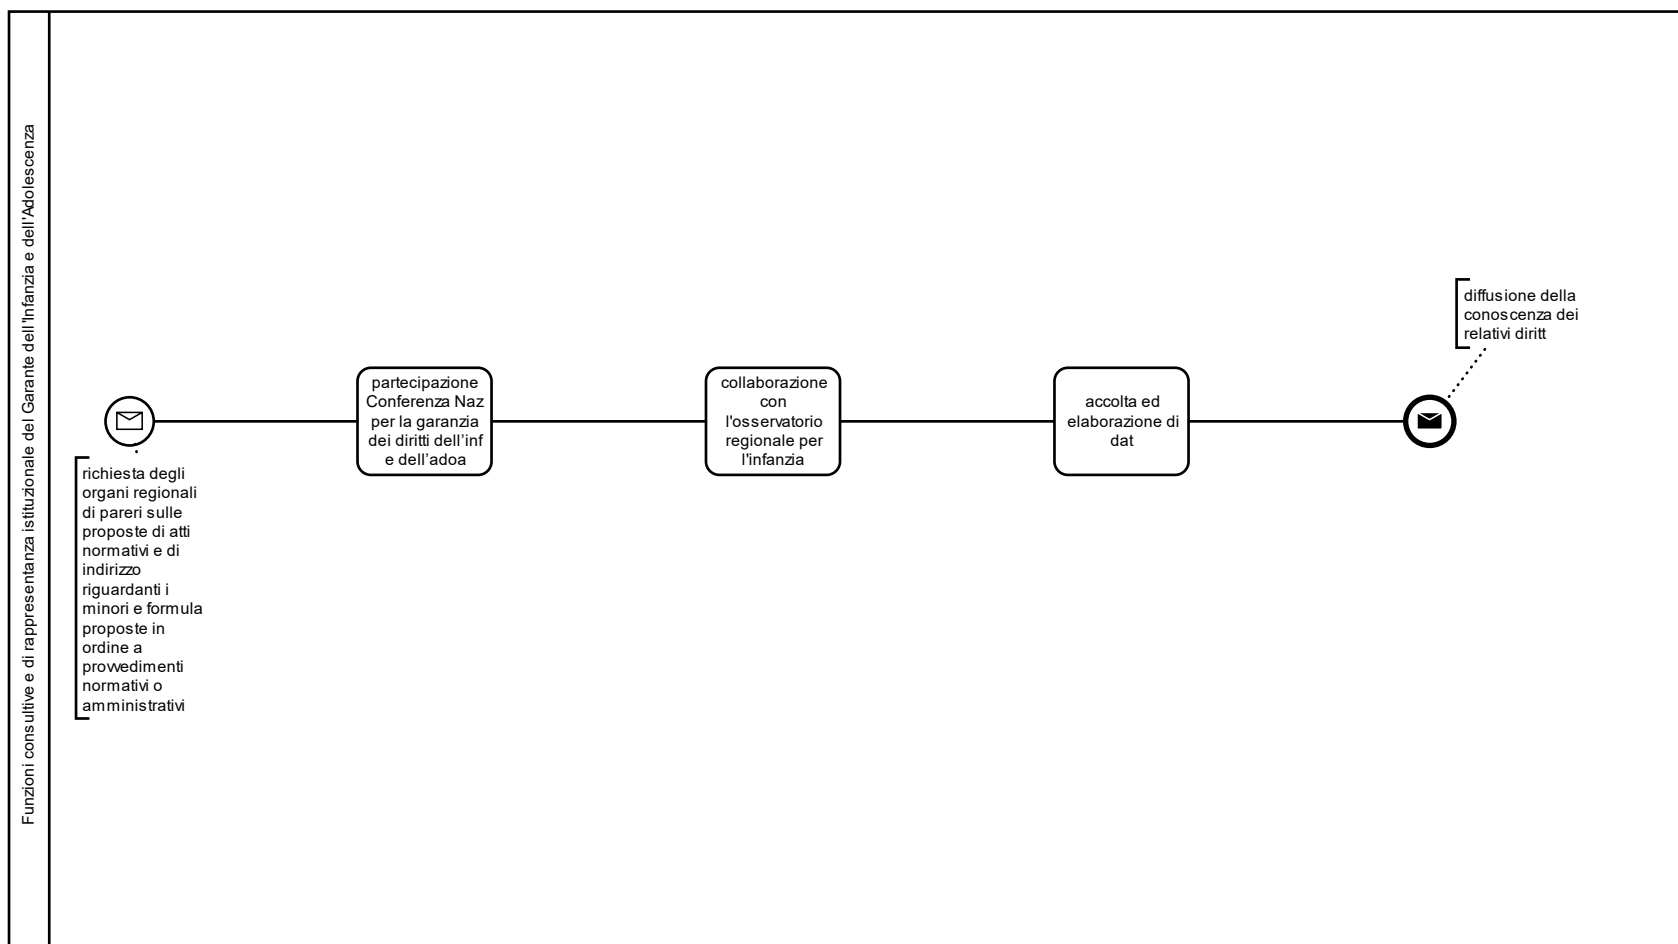 Funzioni consultive e di rappresentanza istituzionale del Garante dell'Infanzia e dell'Adolescenza
richiesta degli
organi regionali
di pareri sulle
proposte di atti
normativi e di
indirizzo
riguardanti i
minori e formula
proposte in
ordine a
provvedimenti
normativi o
amministrativi
partecipazione
Conferenza Naz
per la garanzia
dei diritti dell'inf
e dell'adoa
collaborazione
con
l'osservatorio
regionale per
l'infanzia
accolta ed
elaborazione di
dat
diffusione della
conoscenza dei
relativi diritt